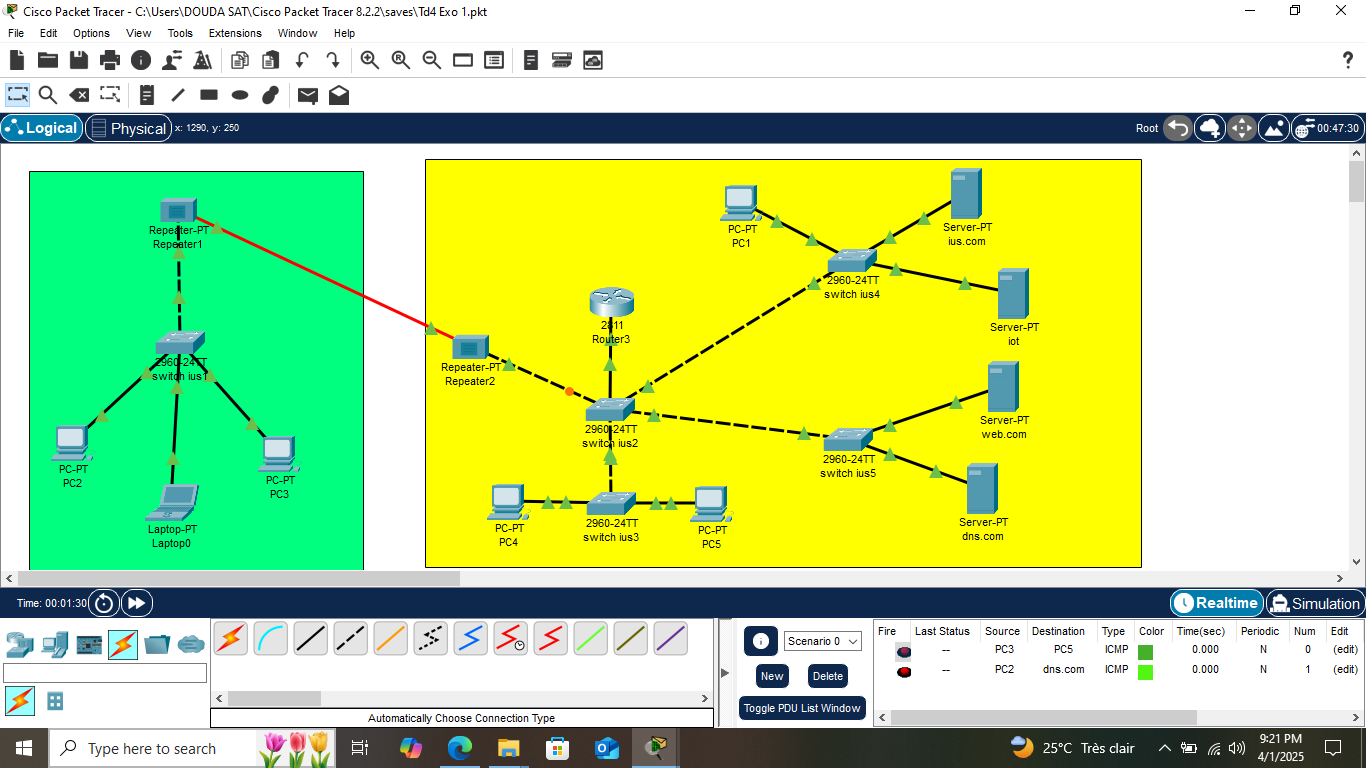 Cisco Packet Tracer - C:\Users\DOUDA SAT\Cisco Packet Tracer 8.2.2\saves\Td4 Exo 1.pkt
File Edit Options View Tools Extensions Window Help
Logical Physical x: 1290, y: 250 Root 00:47:30
Repeater-PT
Repeater1
2960-24TT
switch ius1
PC-PT
PC2
PC-PT
PC3
Laptop-PT
Laptop0
Repeater-PT
Repeater2
2811
Router3
2960-24TT
switch ius2
PC-PT
PC4
2960-24TT
switch ius3
PC-PT
PC5
PC-PT
PC1
2960-24TT
switch ius4
Server-PT
ius.com
Server-PT
iot
2960-24TT
switch ius5
Server-PT
web.com
Server-PT
dns.com
Time: 00:01:30 Realtime Simulation
Automatically Choose Connection Type
Scenario 0
New Delete
Toggle PDU List Window
Fire Last Status Source Destination Type Color Time(sec) Periodic Num Edit
-- PC3 PC5 ICMP 0.000 N 0 (edit)
-- PC2 dns.com ICMP 0.000 N 1 (edit)
Type here to search
25°C Très clair
9:21 PM
4/1/2025